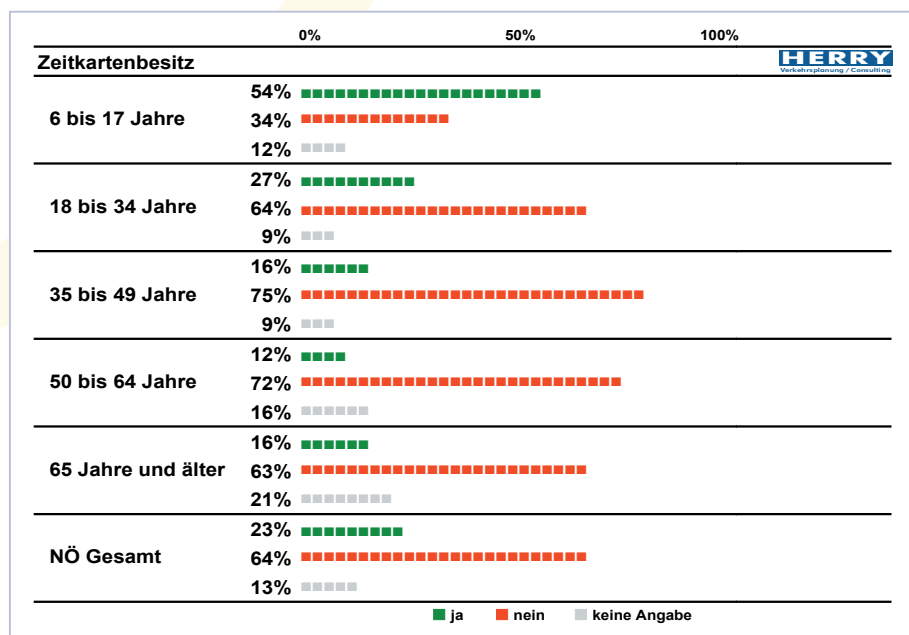 0% 50% 100%
Zeitkartenbesitz
HERRY
Verkehrsplanung / Consulting
54%
6 bis 17 Jahre 34%
12%
27%
18 bis 34 Jahre 64%
9%
16%
35 bis 49 Jahre 75%
9%
12%
50 bis 64 Jahre 72%
16%
16%
65 Jahre und älter 63%
21%
23%
NÖ Gesamt 64%
13%
ja nein keine Angabe